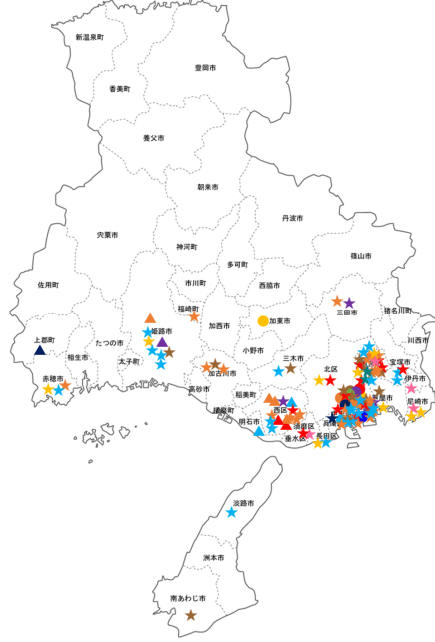 新温泉町
豊岡市
香美町
養父市
朝来市
丹波市
宍粟市
神河町
篠山市
多可町
佐用町
市川町
西脇市
福崎町
三田市
猪名川町
加西市
加東市
姫路市
上郡町
たつの市
川西市
相生市
太子町
小野市
三木市
宝塚市
北区
加古川市
伊丹市
赤穂市
高砂市
稲美町
尼崎市
播磨町
西区
明石市
須磨区
垂水区
長田区
淡路市
洲本市
南あわじ市